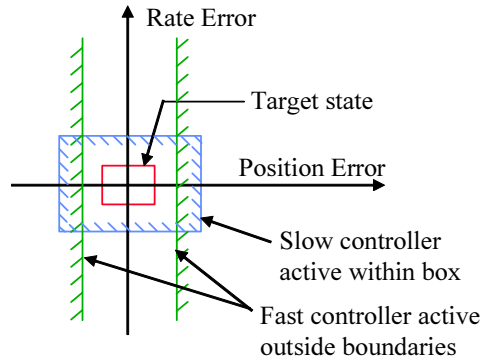 Rate Error
Target state
Position Error
Slow controller
active within box
Fast controller active
outside boundaries